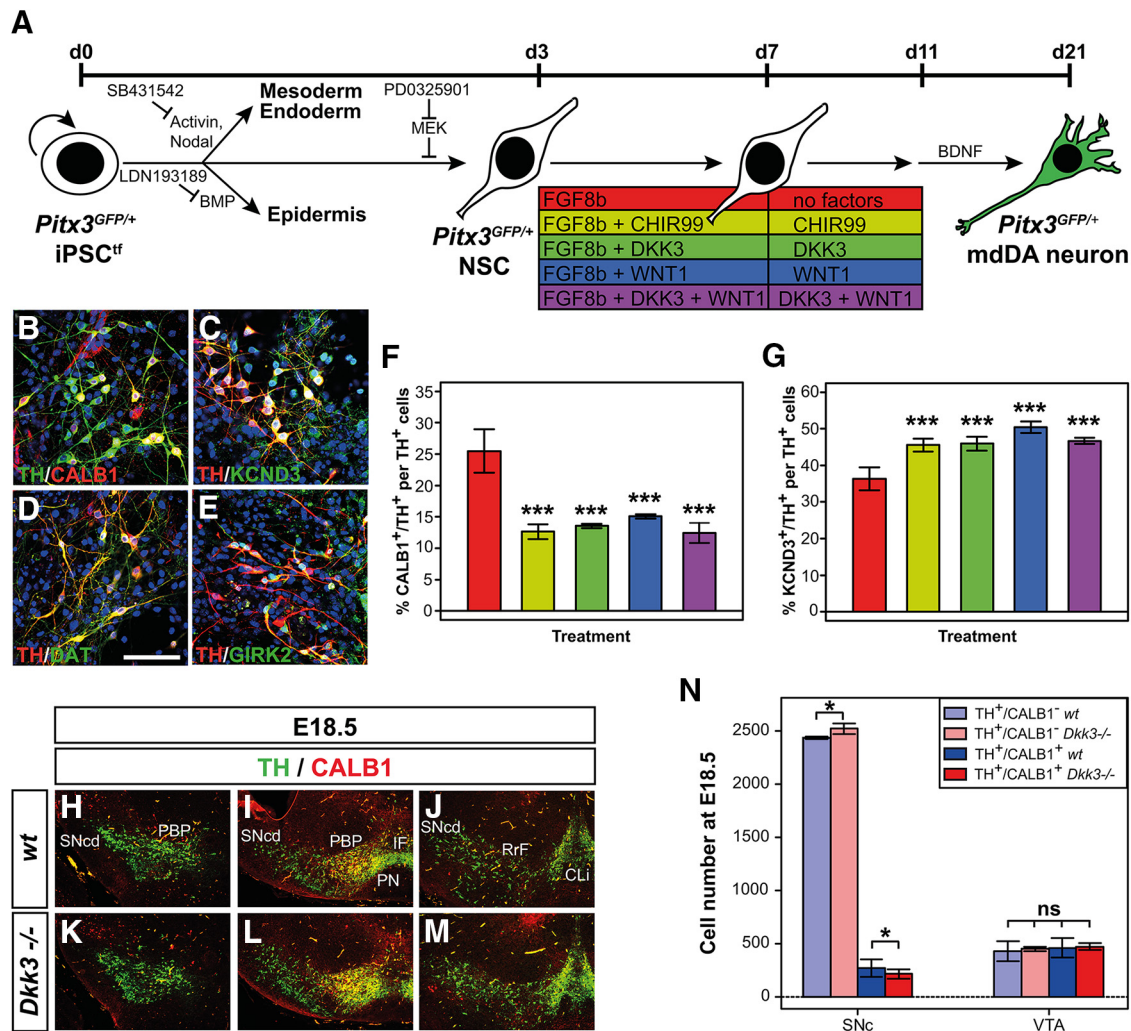 A
d0
d3
d7
d11
d21
SB431542
Activin,
Nodal
Mesoderm
Endoderm
PD0325901
MEK
LDN193189
BMP
Epidermis
BDNF
Pitx3GFP/+
iPSCtf
Pitx3GFP/+
NSC
Pitx3GFP/+
mdDA neuron
FGF8b no factors
FGF8b + CHIR99 CHIR99
FGF8b + DKK3 DKK3
FGF8b + WNT1 WNT1
FGF8b + DKK3 + WNT1 DKK3 + WNT1
B
TH/CALB1
C
TH/KCND3
D
TH/DAT
E
TH/GIRK2
F
% CALB1+/TH+ per TH+ cells
35
30
25
20
15
10
5
0
*** *** *** ***
Treatment
G
% KCND3+/TH+ per TH+ cells
60
50
40
30
20
10
0
*** *** *** ***
Treatment
E18.5
TH / CALB1
wt
H
SNcd
PBP
I
SNcd
PBP
IF
PN
J
SNcd
RrF
CLi
Dkk3 -/-
K
L
M
N
Cell number at E18.5
2500
2000
1500
1000
500
0
*
*
ns
SNc
VTA
TH+/CALB1- wt
TH+/CALB1- Dkk3-/-
TH+/CALB1+ wt
TH+/CALB1+ Dkk3-/-